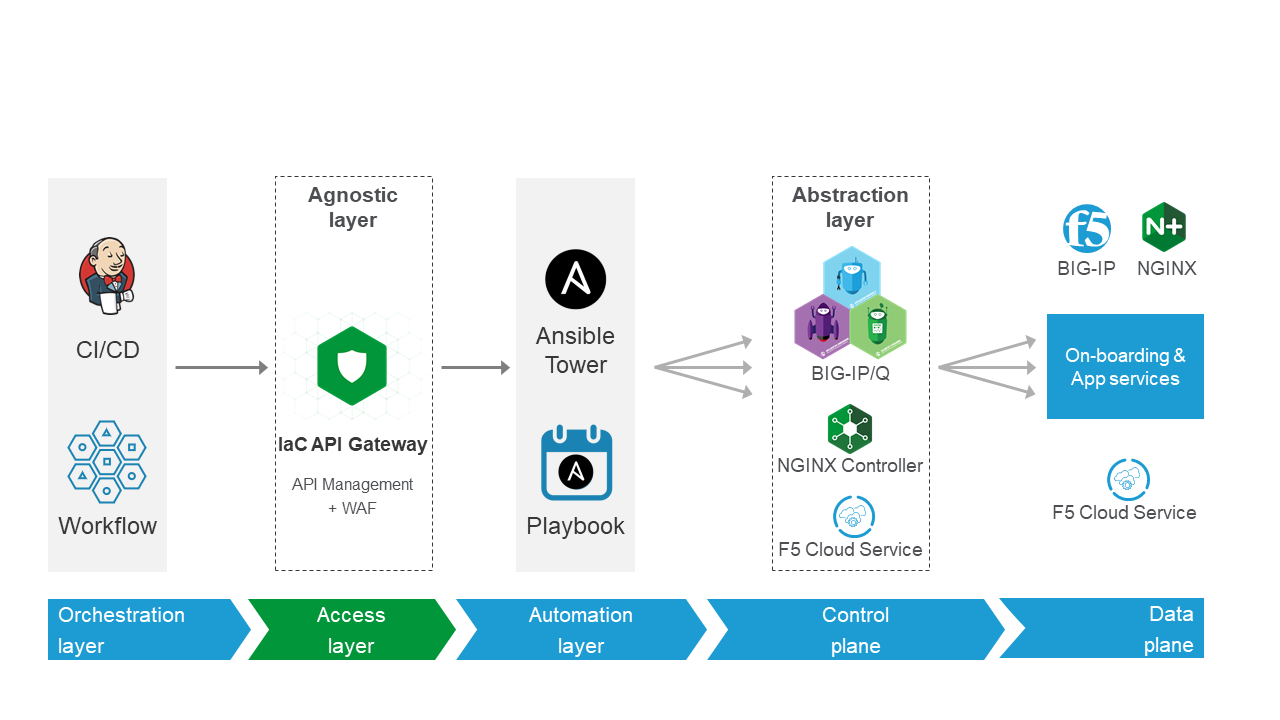 CI/CD
Workflow
Agnostic
layer
IaC API Gateway
API Management
+ WAF
Ansible
Tower
Playbook
Abstraction
layer
BIG-IP/Q
NGINX Controller
F5 Cloud Service
f5
N+
BIG-IP
NGINX
On-boarding &
App services
F5 Cloud Service
Orchestration
layer
Access
layer
Automation
layer
Control
plane
Data
plane